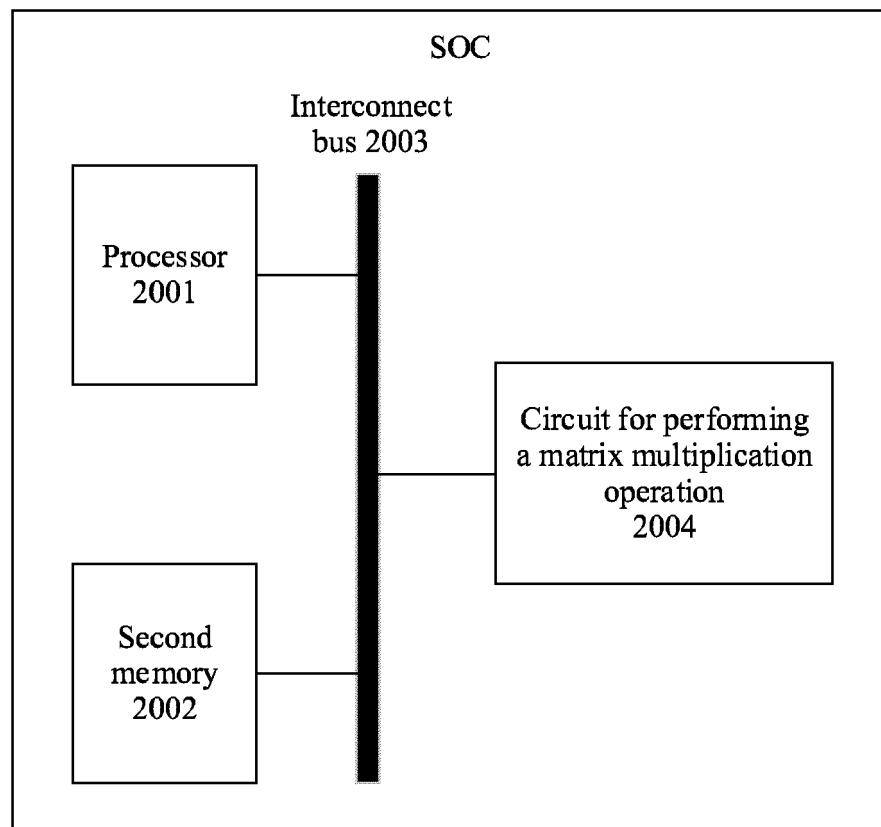 SOC
Interconnect
bus 2003
Processor
2001
Circuit for performing
a matrix multiplication
operation
2004
Second
memory
2002